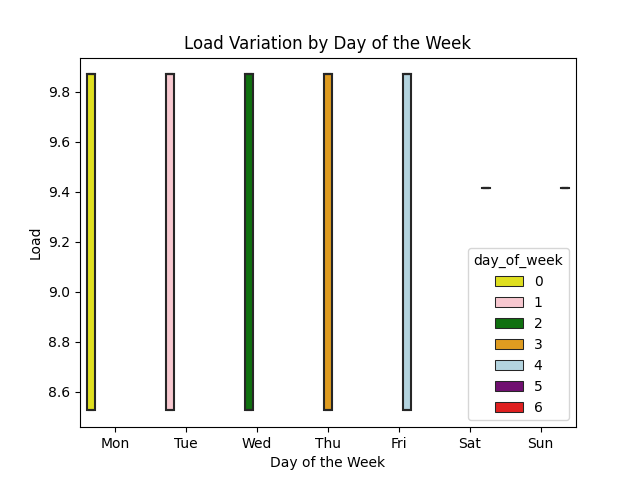 Load Variation by Day of the Week
Load
9.8
9.6
9.4
9.2
9.0
8.8
8.6
day_of_week
0
1
2
3
4
5
6
Mon Tue Wed Thu Fri Sat Sun
Day of the Week